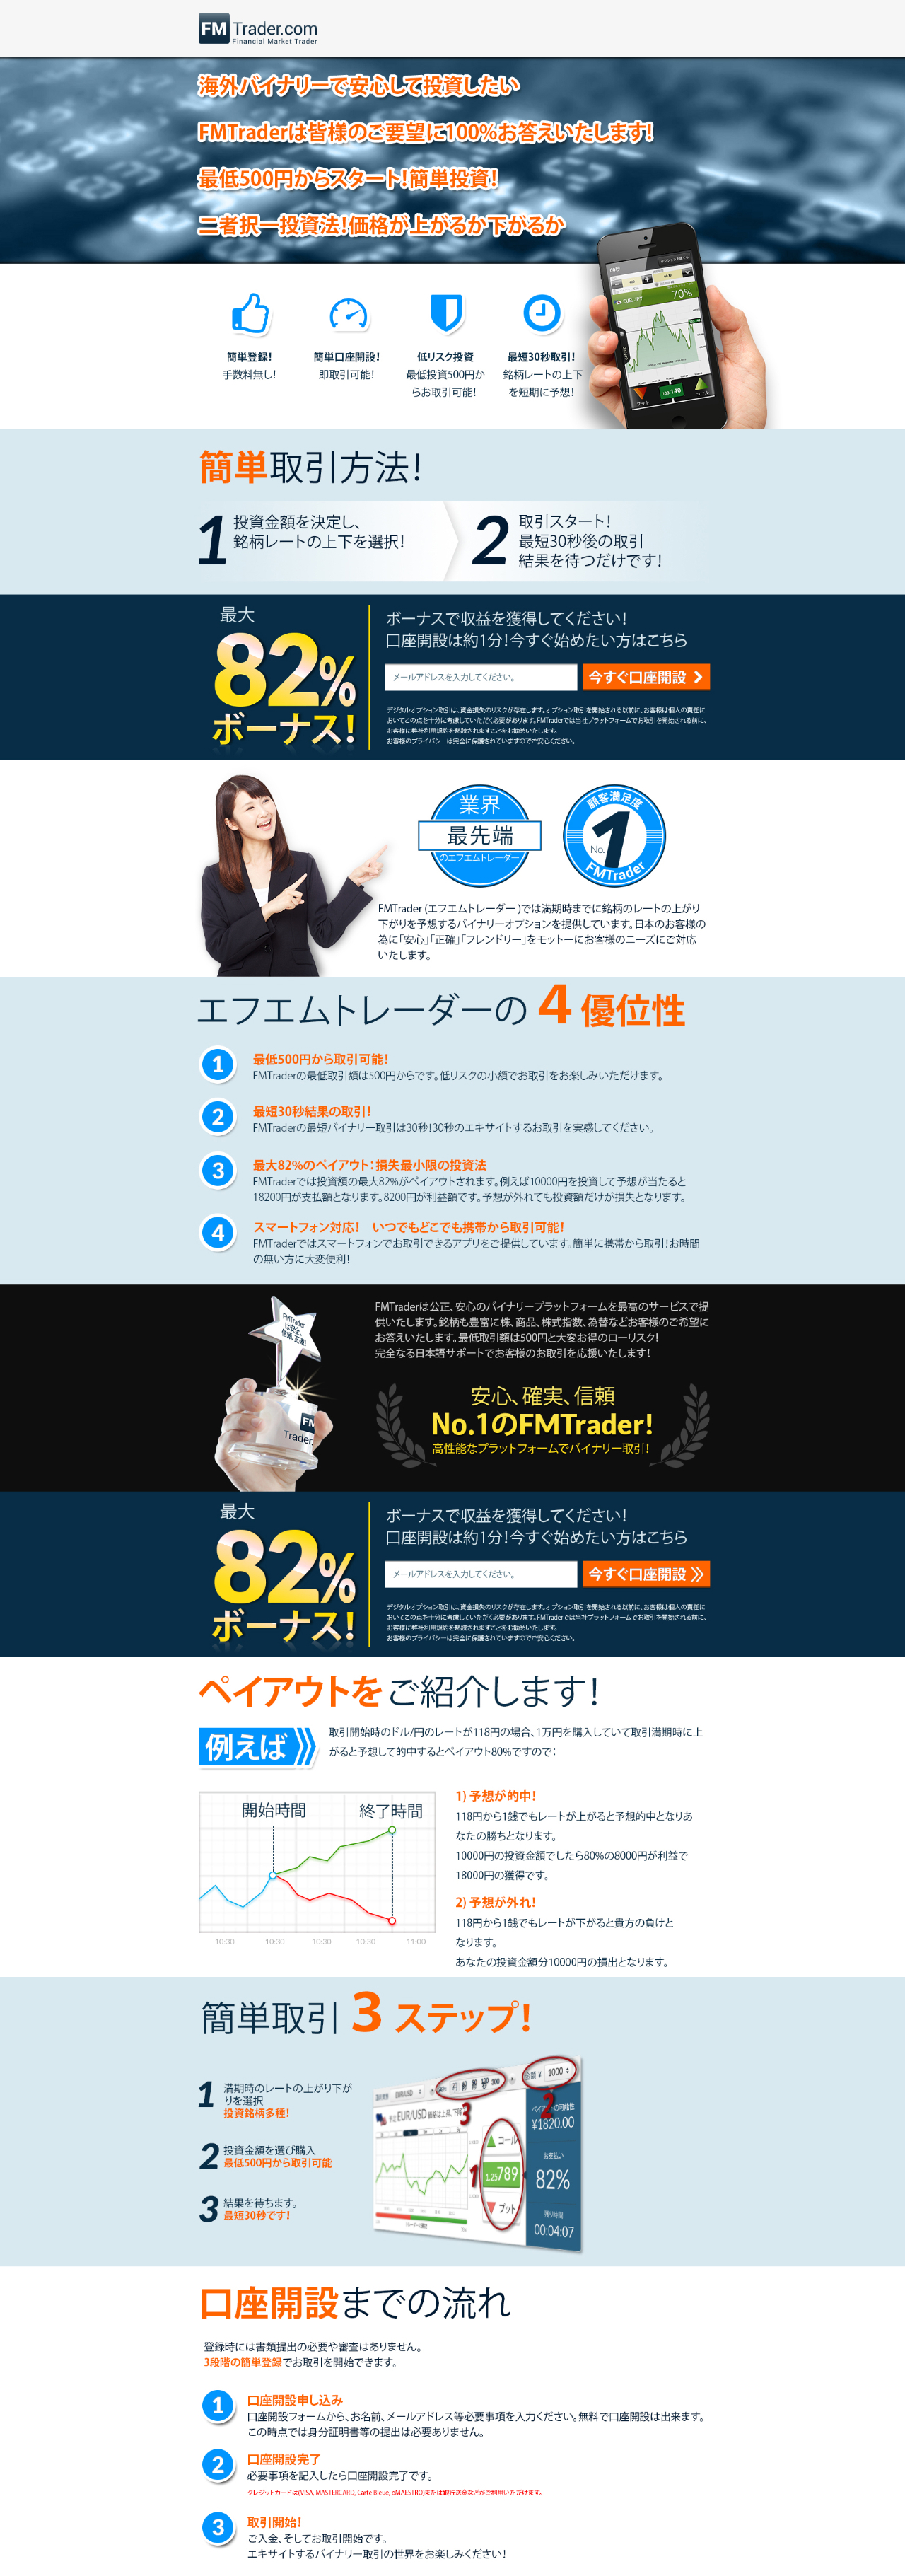 FM Trader.com
Financial Market Trader
海外バイナリーで安心して投資したい
FMTraderは皆様のご要望に100%お答えいたします!
最低500円からスタート!簡単投資!
二者択一投資法!価格が上がるか下がるか
70%
簡単登録!
手数料無し!
簡単口座開設!
即取引可能!
低リスク投資
最低投資500円か
らお取引可能!
最短30秒取引!
銘柄レートの上下
を短期に予想!
簡単取引方法!
1
投資金額を決定し、
銘柄レートの上下を選択!
2
取引スタート!
最短30秒後の取引
結果を待つだけです!
最大
82%
ボーナス!
ボーナスで収益を獲得してください!
口座開設は約1分!今すぐ始めたい方はこちら
メールアドレスを入力してください。
今すぐ口座開設
デジタルオプション取引は、資金損失のリスクが存在します。オプション取引を開始される以前に、お客様は個人の責任に
おいてこの点を十分に考慮していただく必要があります。FMTraderでは当社プラットフォームでお取引を開始される前に、
お客様に弊社利用規約を熟読されますことをお勧めいたします。
お客様のプライバシーは完全に保護されていますのでご安心ください。
業界
最先端
のエフエムトレーダー
顧客満足度
No.1
FMTrader
FMTrader (エフエムトレーダー )では満期時までに銘柄のレートの上がり
下がりを予想するバイナリーオプションを提供しています。日本のお客様の
為に「安心」「正確」「フレンドリー」をモットーにお客様のニーズにご対応
いたします。
エフエムトレーダーの 4 優位性
1
最低500円から取引可能!
FMTraderの最低取引額は500円からです。低リスクの小額でお取引をお楽しみいただけます。
2
最短30秒結果の取引!
FMTraderの最短バイナリー取引は30秒!30秒のエキサイトするお取引を実感してください。
3
最大82%のペイアウト:損失最小限の投資法
FMTraderでは投資額の最大82%がペイアウトされます。例えば10000円を投資して予想が当たると
18200円が支払額となります。8200円が利益額です。予想が外れても投資額だけが損失となります。
4
スマートフォン対応! いつでもどこでも携帯から取引可能!
FMTraderではスマートフォンでお取引できるアプリをご提供しています。簡単に携帯から取引!お時間
の無い方に大変便利!
FMTrader
は安全、
信頼、正確!
FM
Trader.
FMTraderは公正、安心のバイナリープラットフォームを最高のサービスで提
供いたします。銘柄も豊富に株、商品、株式指数、為替などお客様のご希望に
お答えいたします。最低取引額は500円と大変お得のローリスク!
完全なる日本語サポートでお客様のお取引を応援いたします!
安心、確実、信頼
No.1のFMTrader!
高性能なプラットフォームでバイナリー取引!
最大
82%
ボーナス!
ボーナスで収益を獲得してください!
口座開設は約1分!今すぐ始めたい方はこちら
メールアドレスを入力してください。
今すぐ口座開設
デジタルオプション取引は、資金損失のリスクが存在します。オプション取引を開始される以前に、お客様は個人の責任に
おいてこの点を十分に考慮していただく必要があります。FMTraderでは当社プラットフォームでお取引を開始される前に、
お客様に弊社利用規約を熟読されますことをお勧めいたします。
お客様のプライバシーは完全に保護されていますのでご安心ください。
ペイアウトをご紹介します!
例えば
取引開始時のドル/円のレートが118円の場合、1万円を購入していて取引満期時に上
がると予想して的中するとペイアウト80%ですので:
開始時間
終了時間
10:30 10:30 10:30 10:30 11:00
1) 予想が的中!
118円から1銭でもレートが上がると予想的中となりあ
なたの勝ちとなります。
10000円の投資金額でしたら80%の8000円が利益で
18000円の獲得です。
2) 予想が外れ!
118円から1銭でもレートが下がると貴方の負けと
なります。
あなたの投資金額分10000円の損出となります。
簡単取引 3 ステップ!
1
満期時のレートの上がり下が
りを選択
投資銘柄多種!
2
投資金額を選び購入
最低500円から取引可能
3
結果を待ちます。
最短30秒です!
金額 ¥ 1000
EUR/USD
3
2
¥1820.00
コール
1
1.25789
プット
お支払い
82%
残り時間
00:04:07
口座開設までの流れ
登録時には書類提出の必要や審査はありません。
3段階の簡単登録でお取引を開始できます。
1
口座開設申し込み
口座開設フォームから、お名前、メールアドレス等必要事項を入力ください。無料で口座開設は出来ます。
この時点では身分証明書等の提出は必要ありません。
2
口座開設完了
必要事項を記入したら口座開設完了です。
クレジットカードは(VISA, MASTERCARD, Carte Bleue, oMAESTRO)または銀行送金などがご利用いただけます。
3
取引開始!
ご入金、そしてお取引開始です。
エキサイトするバイナリー取引の世界をお楽しみください!